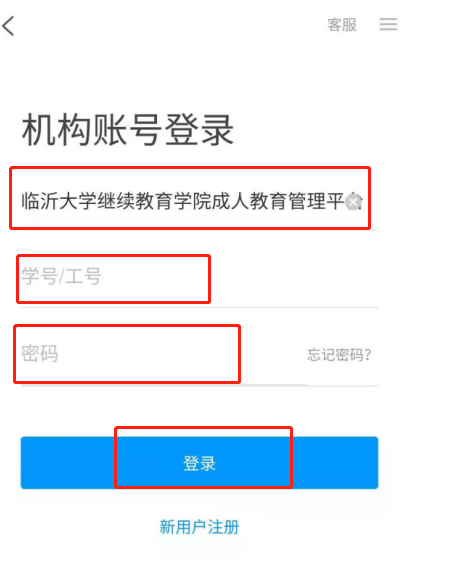 客服
机构账号登录
临沂大学继续教育学院成人教育管理平
学号/工号
密码
忘记密码?
登录
新用户注册